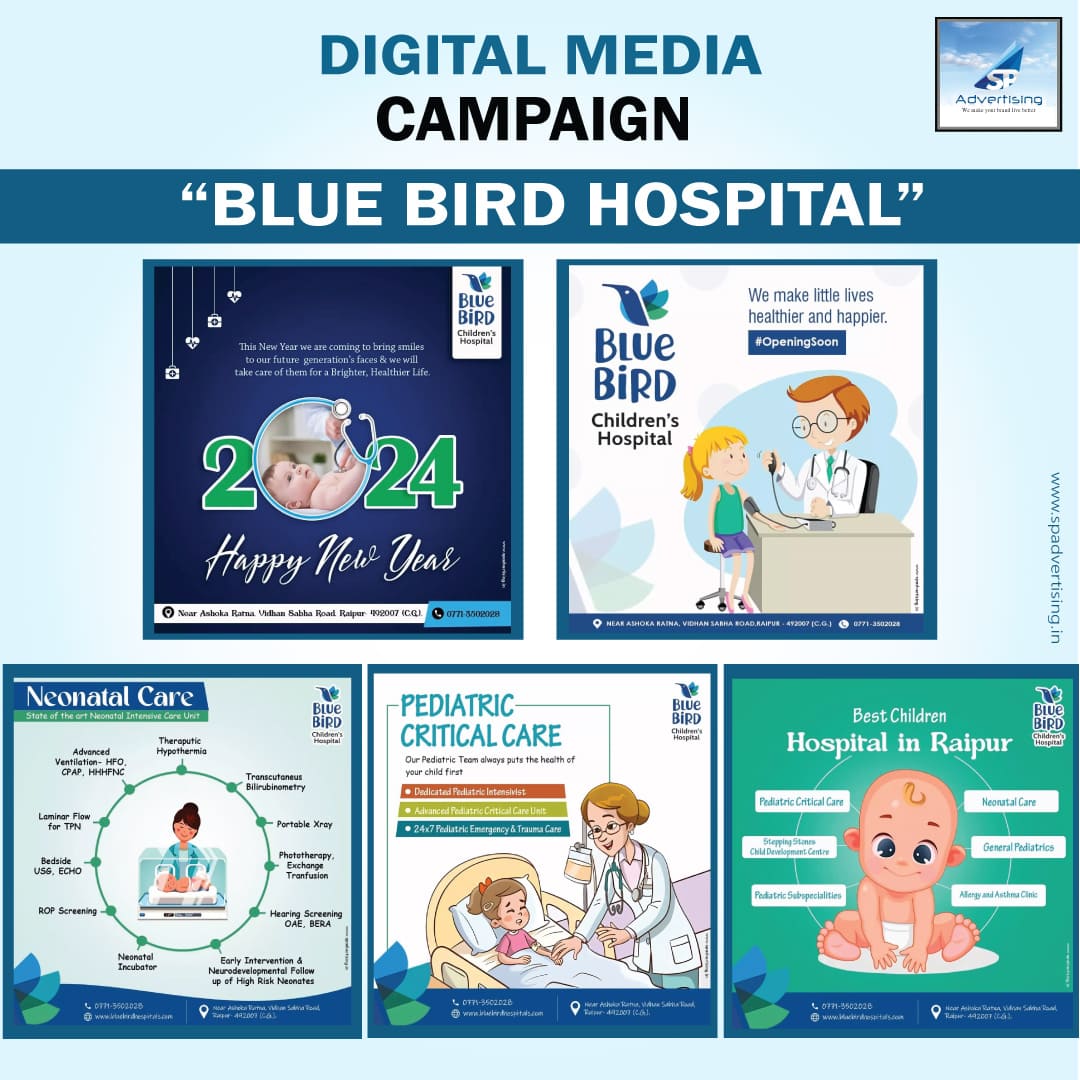 DIGITAL MEDIA
CAMPAIGN
SP
Advertising
We make your brand live better
“BLUE BIRD HOSPITAL”
BLUE
BiRD
Children's
Hospital
This New Year we are coming to bring smiles
to our future generation's faces & we will
take care of them for a Brighter, Healthier Life.
2024
Happy New Year
Near Ashoka Ratna, Vidhan Sabha Road, Raipur- 492007 (C.G.) 0771-3502028
BLUE
BiRD
Children's
Hospital
We make little lives
healthier and happier.
#OpeningSoon
NEAR ASHOKA RATNA, VIDHAN SABHA ROAD,RAIPUR - 492007 (C.G.) 0771-3502028
www.spadvertising.in
Neonatal Care
State of the art Neonatal Intensive Care Unit
BLUE
BiRD
Children's
Hospital
Theraputic
Hypothermia
Advanced
Ventilation- HFO,
CPAP, HHHFNC
Transcutaneus
Bilirubinometry
Laminar Flow
for TPN
Portable Xray
Bedside
USG, ECHO
Phototherapy,
Exchange
Tranfusion
ROP Screening
Hearing Screening
OAE, BERA
Neonatal
Incubator
Early Intervention &
Neurodevelopmental Follow
up of High Risk Neonates
0771-3502028
www.bluebirdhospitals.com
Near Ashoka Ratna, Vidhan Sabha Road,
Raipur- 492007 (C.G.).
PEDIATRIC
CRITICAL CARE
BLUE
BiRD
Children's
Hospital
Our Pediatric Team always puts the health of
your child first
Dedicated Pediatric Intensivist
Advanced Pediatric Critical Care Unit
24x7 Pediatric Emergency & Trauma Care
0771-3502028
www.bluebirdhospitals.com
Near Ashoka Ratna, Vidhan Sabha Road,
Raipur- 492007 (C.G.).
Best Children
Hospital in Raipur
BLUE
BiRD
Children's
Hospital
Pediatric Critical Care
Neonatal Care
Stepping Stones
Child Development Centre
General Pediatrics
Pediatric Subspecialities
Allergy and Asthma Clinic
0771-3502028
www.bluebirdhospitals.com
Near Ashoka Ratna, Vidhan Sabha Road,
Raipur- 492007 (C.G.).